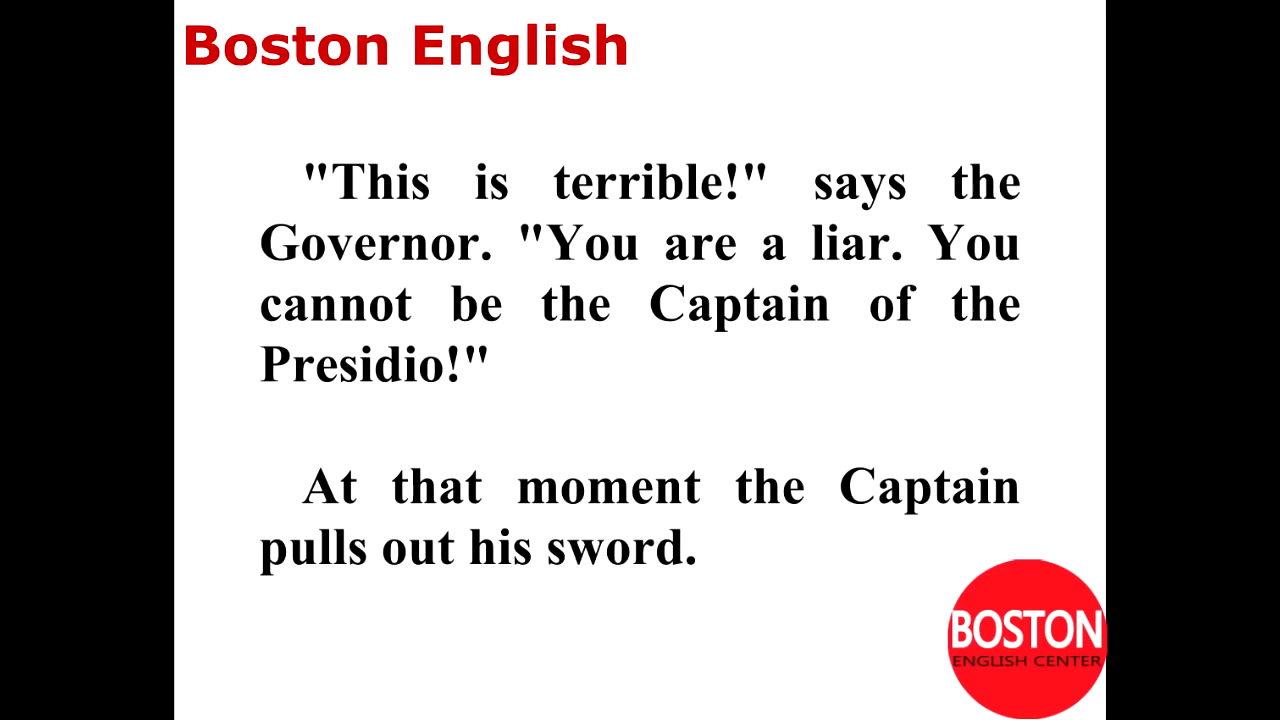 Boston English
"This is terrible!" says the
Governor. "You are a liar. You
cannot be the Captain of the
Presidio!"
At that moment the Captain
pulls out his sword.
BOSTON
ENGLISH CENTER